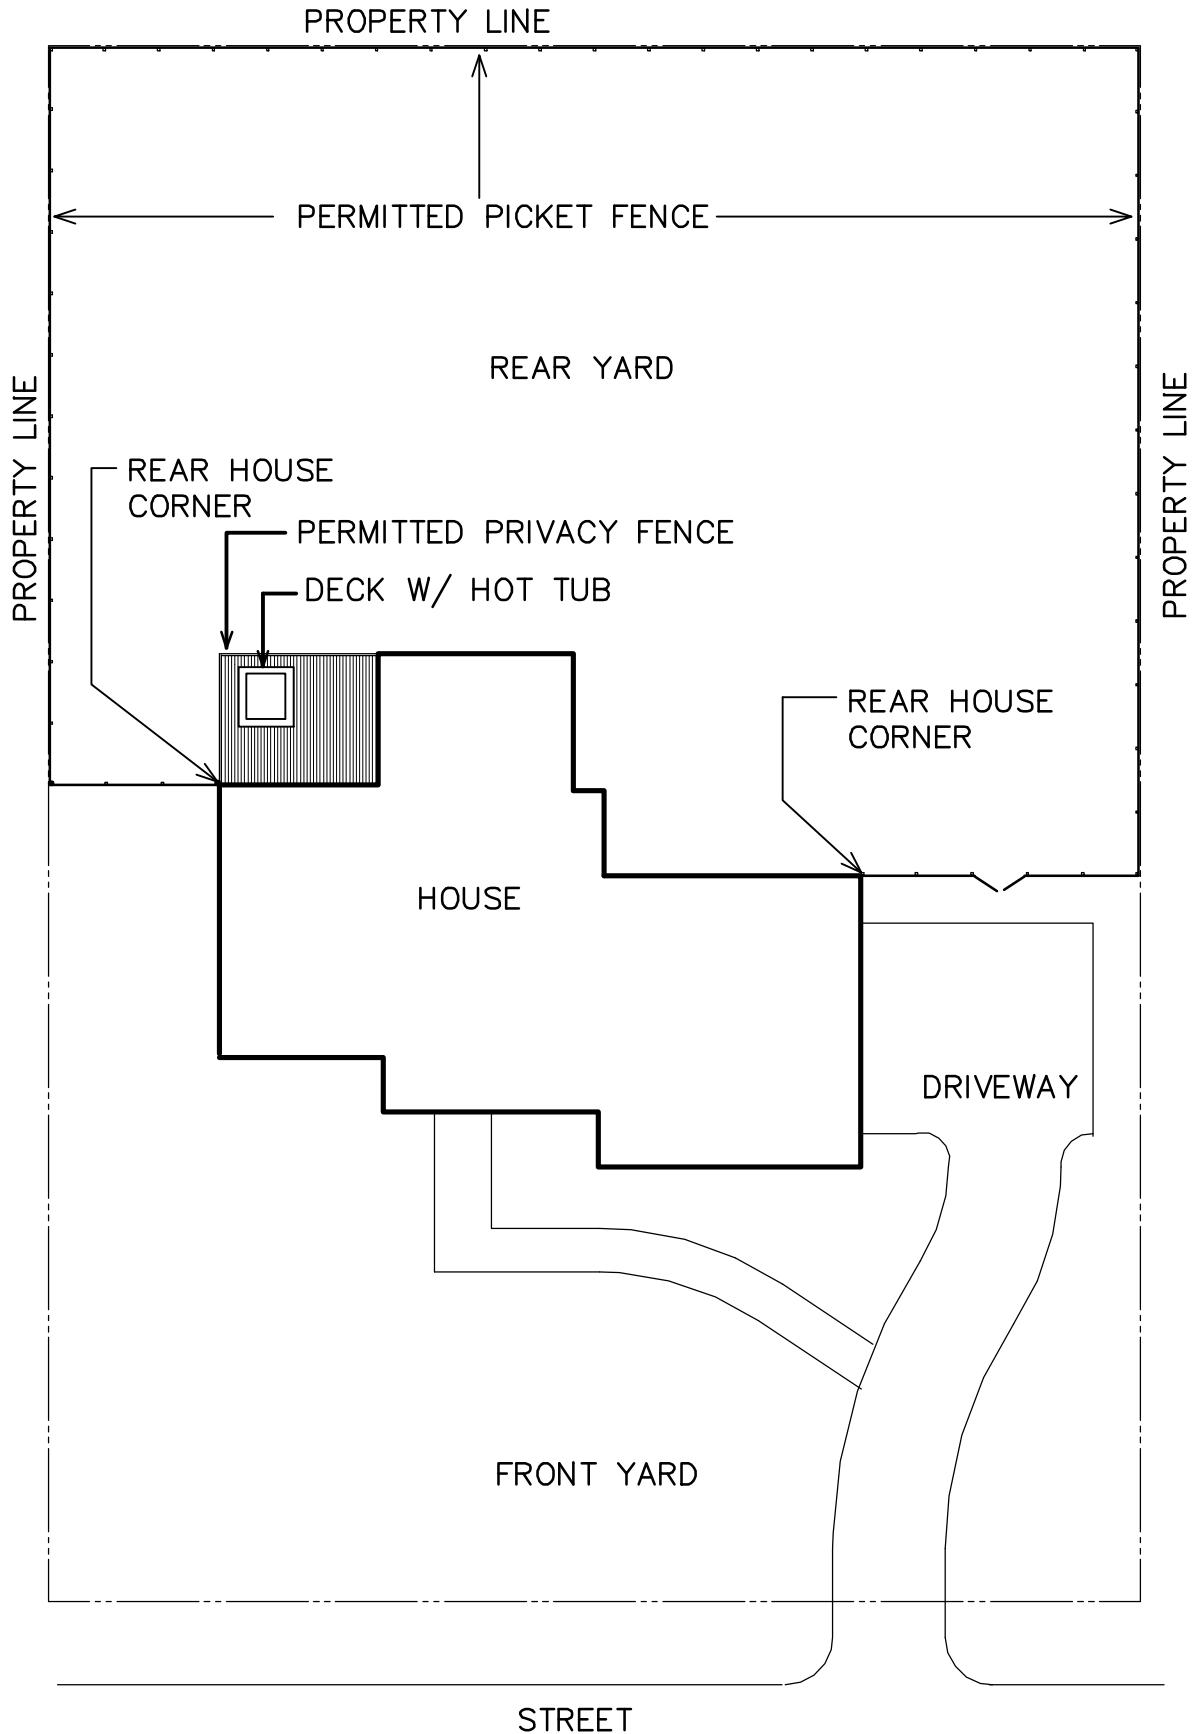 PROPERTY LINE
PERMITTED PICKET FENCE
REAR YARD
PROPERTY LINE
PROPERTY LINE
REAR HOUSE
CORNER
PERMITTED PRIVACY FENCE
DECK W/ HOT TUB
REAR HOUSE
CORNER
HOUSE
DRIVEWAY
FRONT YARD
STREET